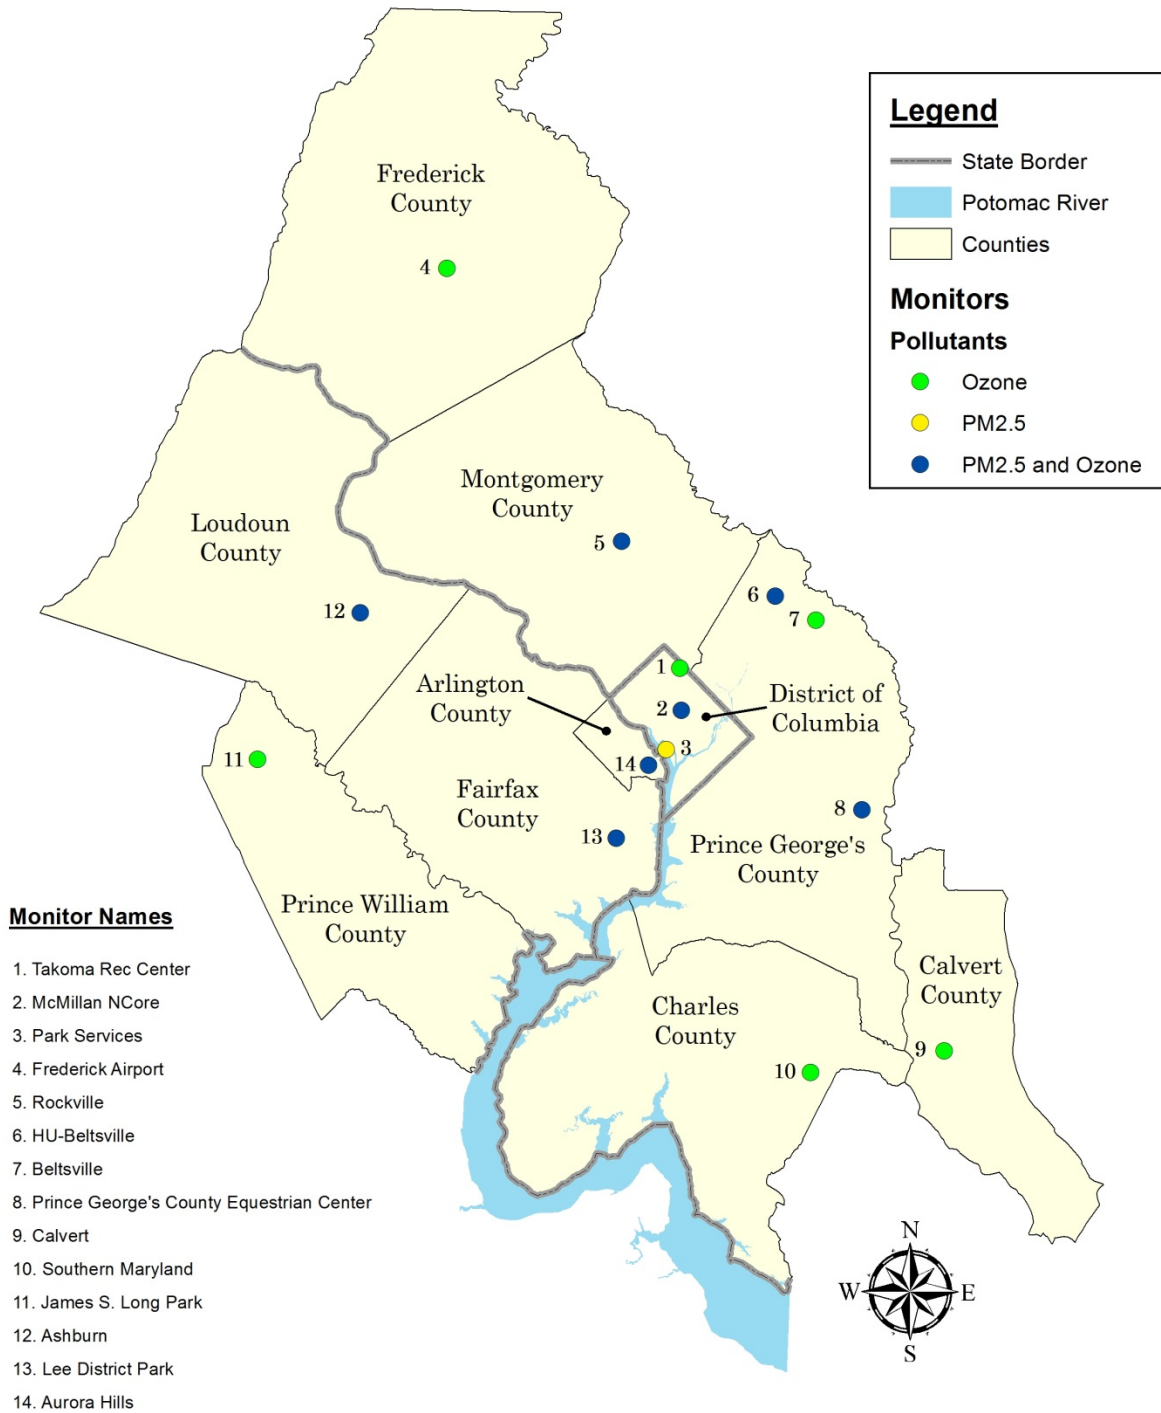 Legend
State Border
Potomac River
Counties
Monitors
Pollutants
Ozone
PM2.5
PM2.5 and Ozone
Frederick
County
4
Montgomery
County
5
Loudoun
County
12
6
7
1
Arlington
County
2
District of
Columbia
3
14
11
Fairfax
County
13
8
Prince George's
County
Prince William
County
Calvert
County
9
Charles
County
10
Monitor Names
1. Takoma Rec Center
2. McMillan NCore
3. Park Services
4. Frederick Airport
5. Rockville
6. HU-Beltsville
7. Beltsville
8. Prince George's County Equestrian Center
9. Calvert
10. Southern Maryland
11. James S. Long Park
12. Ashburn
13. Lee District Park
14. Aurora Hills
N
W
E
S